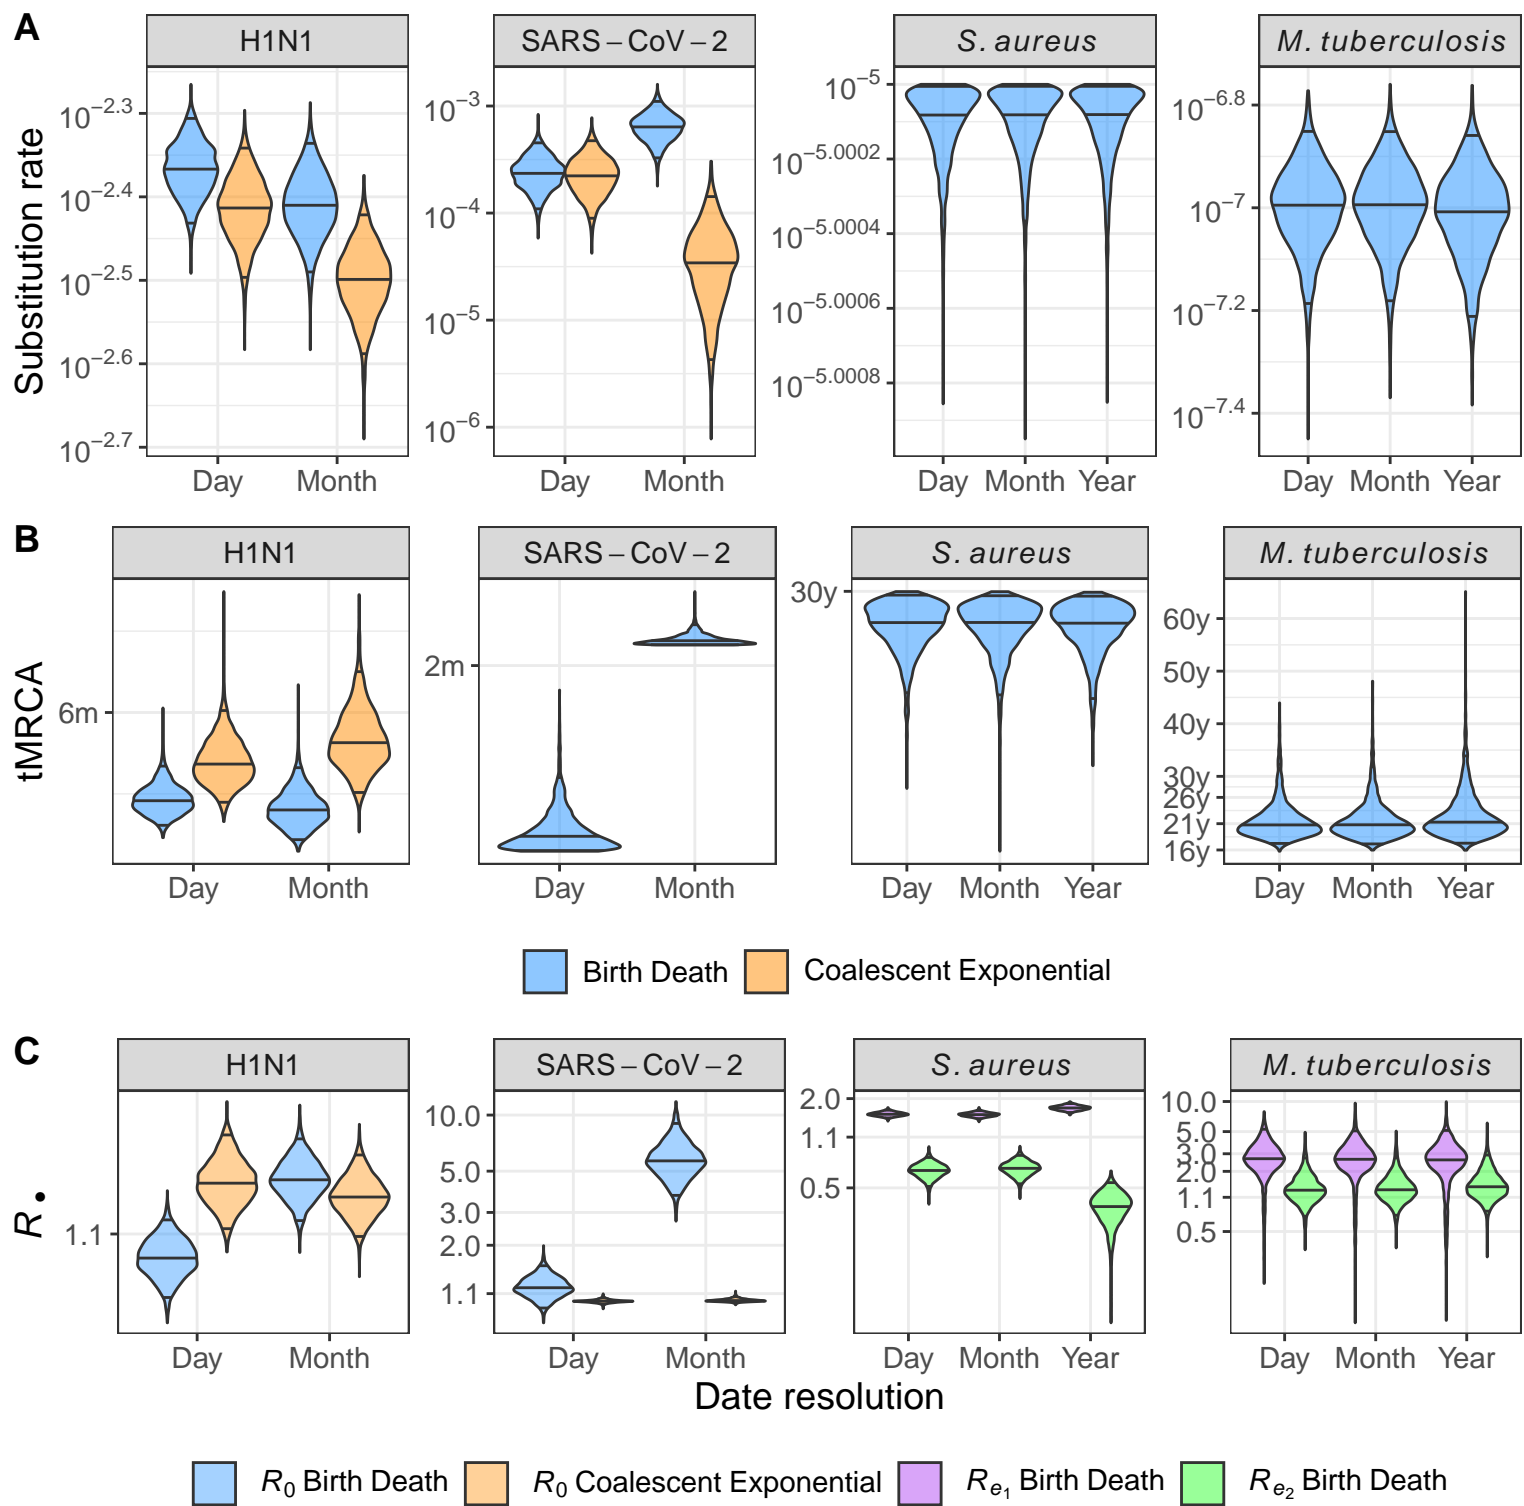 A
H1N1
SARS – CoV – 2
S. aureus
M. tuberculosis
Substitution rate
10^−2.3
10^−2.4
10^−2.5
10^−2.6
10^−2.7
10^−3
10^−4
10^−5
10^−6
10^−5
10^−5.0002
10^−5.0004
10^−5.0006
10^−5.0008
10^−6.8
10^−7
10^−7.2
10^−7.4
Day Month
Day Month
Day Month Year
Day Month Year
B
H1N1
SARS – CoV – 2
S. aureus
M. tuberculosis
tMRCA
6m
2m
30y
60y
50y
40y
30y
26y
21y
16y
Day Month
Day Month
Day Month Year
Day Month Year
Birth Death Coalescent Exponential
C
H1N1
SARS – CoV – 2
S. aureus
M. tuberculosis
R•
1.1
10.0
5.0
3.0
2.0
1.1
2.0
1.1
0.5
10.0
5.0
3.0
2.0
1.1
0.5
Day Month
Day Month
Day Month Year
Day Month Year
Date resolution
R₀ Birth Death R₀ Coalescent Exponential Rₑ₁ Birth Death Rₑ₂ Birth Death